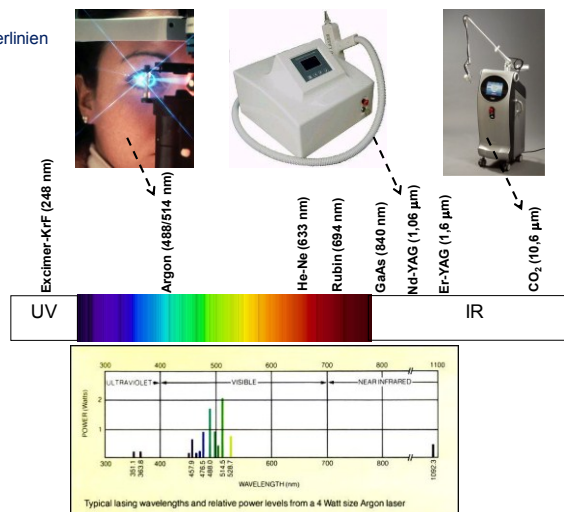 erlinien
Excimer-KrF (248 nm)
Argon (488/514 nm)
He-Ne (633 nm)
Rubin (694 nm)
GaAs (840 nm)
Nd-YAG (1,06 µm)
Er-YAG (1,6 µm)
CO₂ (10,6 µm)
UV IR
300 400 500 600 700 800 1100
ULTRAVIOLET VISIBLE NEAR INFRARED
POWER (Watts)
2
1
300 400 500 600 700 800
351.1
363.8
457.9
476.5
488.0
514.5
528.7
1092.3
WAVELENGTH (nm)
Typical lasing wavelengths and relative power levels from a 4 Watt size Argon laser